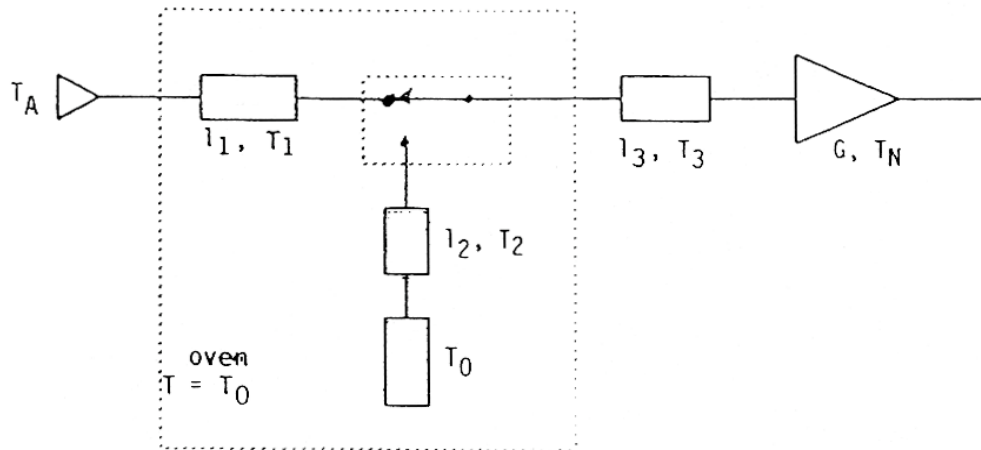 T_A
l_1, T_1
l_3, T_3
G, T_N
l_2, T_2
T_0
oven
T = T_0